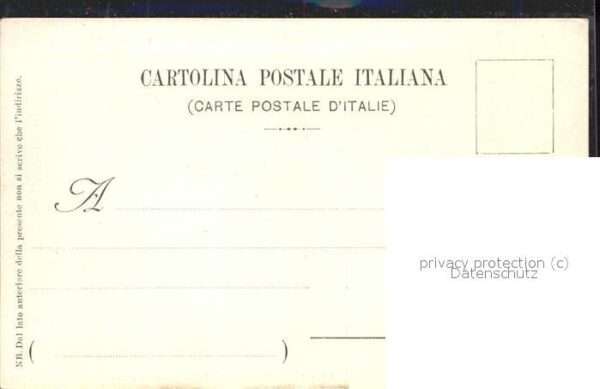 CARTOLINA POSTALE ITALIANA
(CARTE POSTALE D'ITALIE)
A
( )
NB. Dal lato anteriore della presente non si scrive che l'indirizzo.
privacy protection (c)
Datenschutz